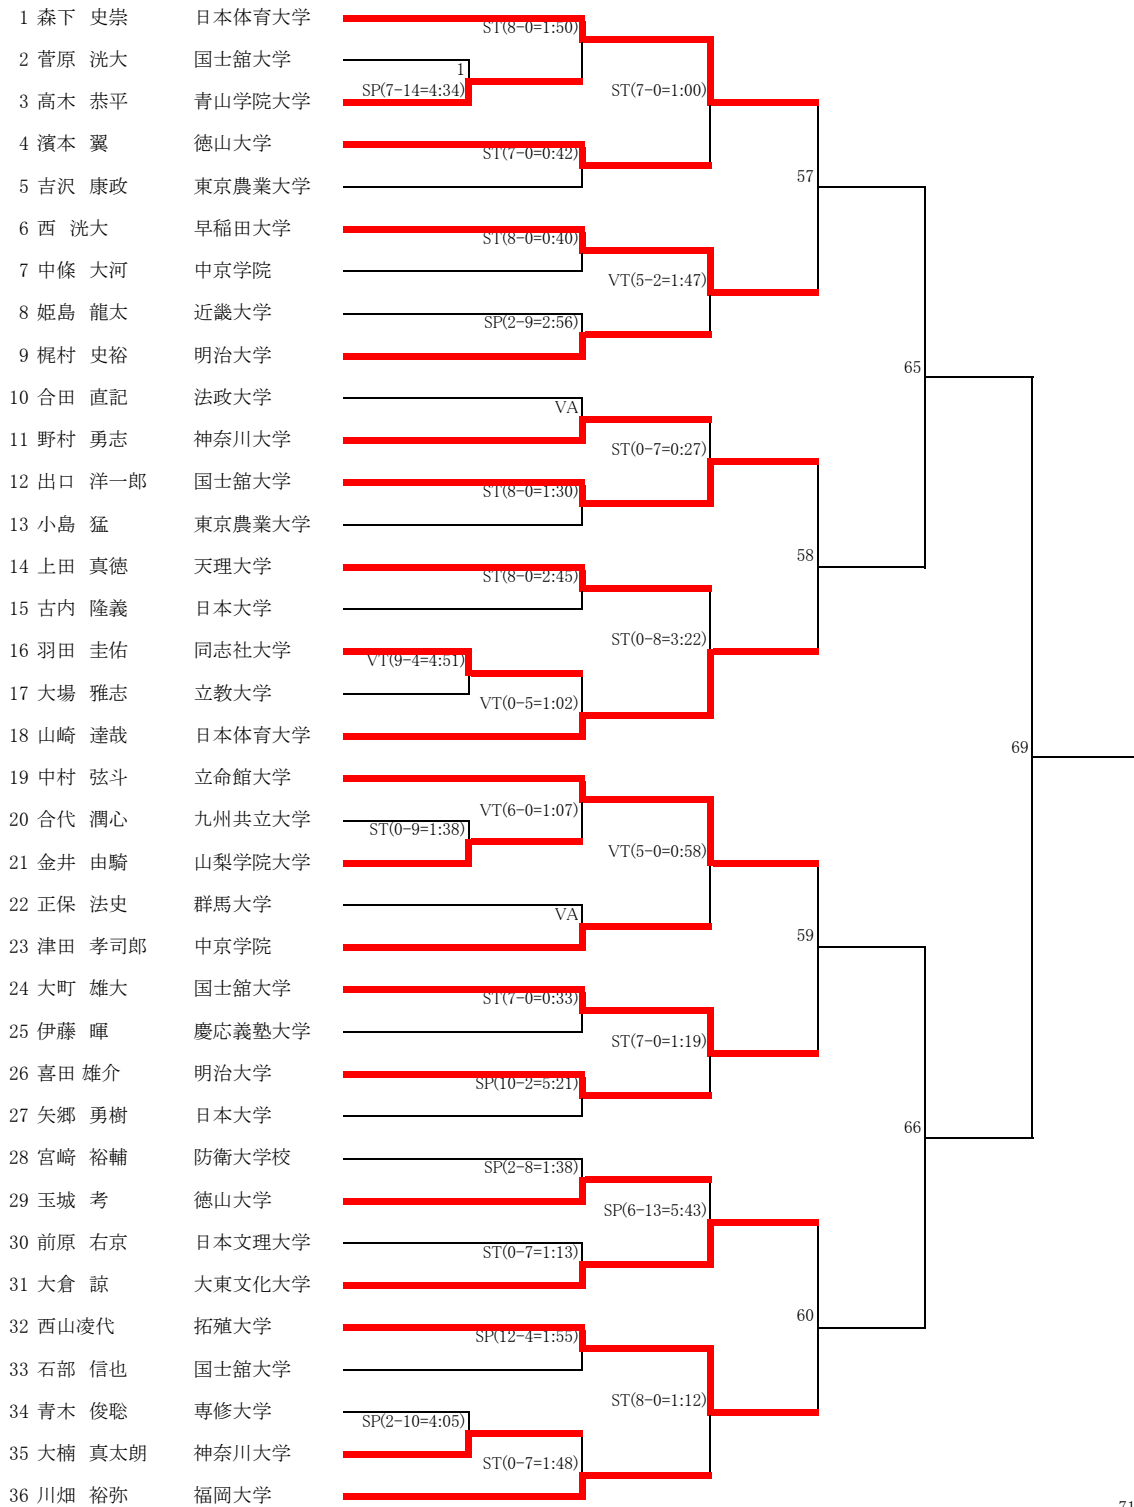 1 森下 史崇 日本体育大学
ST(8-0=1:50)
2 菅原 洸大 国士舘大学
1
3 高木 恭平 青山学院大学
SP(7-14=4:34)
ST(7-0=1:00)
4 濱本 翼 徳山大学
ST(7-0=0:42)
57
5 吉沢 康政 東京農業大学
6 西 洸大 早稲田大学
ST(8-0=0:40)
7 中條 大河 中京学院
VT(5-2=1:47)
8 姫島 龍太 近畿大学
SP(2-9=2:56)
9 梶村 史裕 明治大学
65
10 合田 直記 法政大学
VA
11 野村 勇志 神奈川大学
ST(0-7=0:27)
12 出口 洋一郎 国士舘大学
ST(8-0=1:30)
13 小島 猛 東京農業大学
58
14 上田 真徳 天理大学
ST(8-0=2:45)
15 古内 隆義 日本大学
ST(0-8=3:22)
16 羽田 圭佑 同志社大学
VT(9-4=4:51)
17 大場 雅志 立教大学
VT(0-5=1:02)
18 山崎 達哉 日本体育大学
69
19 中村 弦斗 立命館大学
VT(6-0=1:07)
20 合代 潤心 九州共立大学
ST(0-9=1:38)
VT(5-0=0:58)
21 金井 由騎 山梨学院大学
22 正保 法史 群馬大学
VA
59
23 津田 孝司郎 中京学院
24 大町 雄大 国士舘大学
ST(7-0=0:33)
25 伊藤 暉 慶応義塾大学
ST(7-0=1:19)
26 喜田 雄介 明治大学
SP(10-2=5:21)
27 矢郷 勇樹 日本大学
66
28 宮﨑 裕輔 防衛大学校
SP(2-8=1:38)
29 玉城 考 徳山大学
SP(6-13=5:43)
30 前原 右京 日本文理大学
ST(0-7=1:13)
31 大倉 諒 大東文化大学
60
32 西山凌代 拓殖大学
SP(12-4=1:55)
33 石部 信也 国士舘大学
ST(8-0=1:12)
34 青木 俊聡 専修大学
SP(2-10=4:05)
35 大楠 真太朗 神奈川大学
ST(0-7=1:48)
36 川畑 裕弥 福岡大学
71